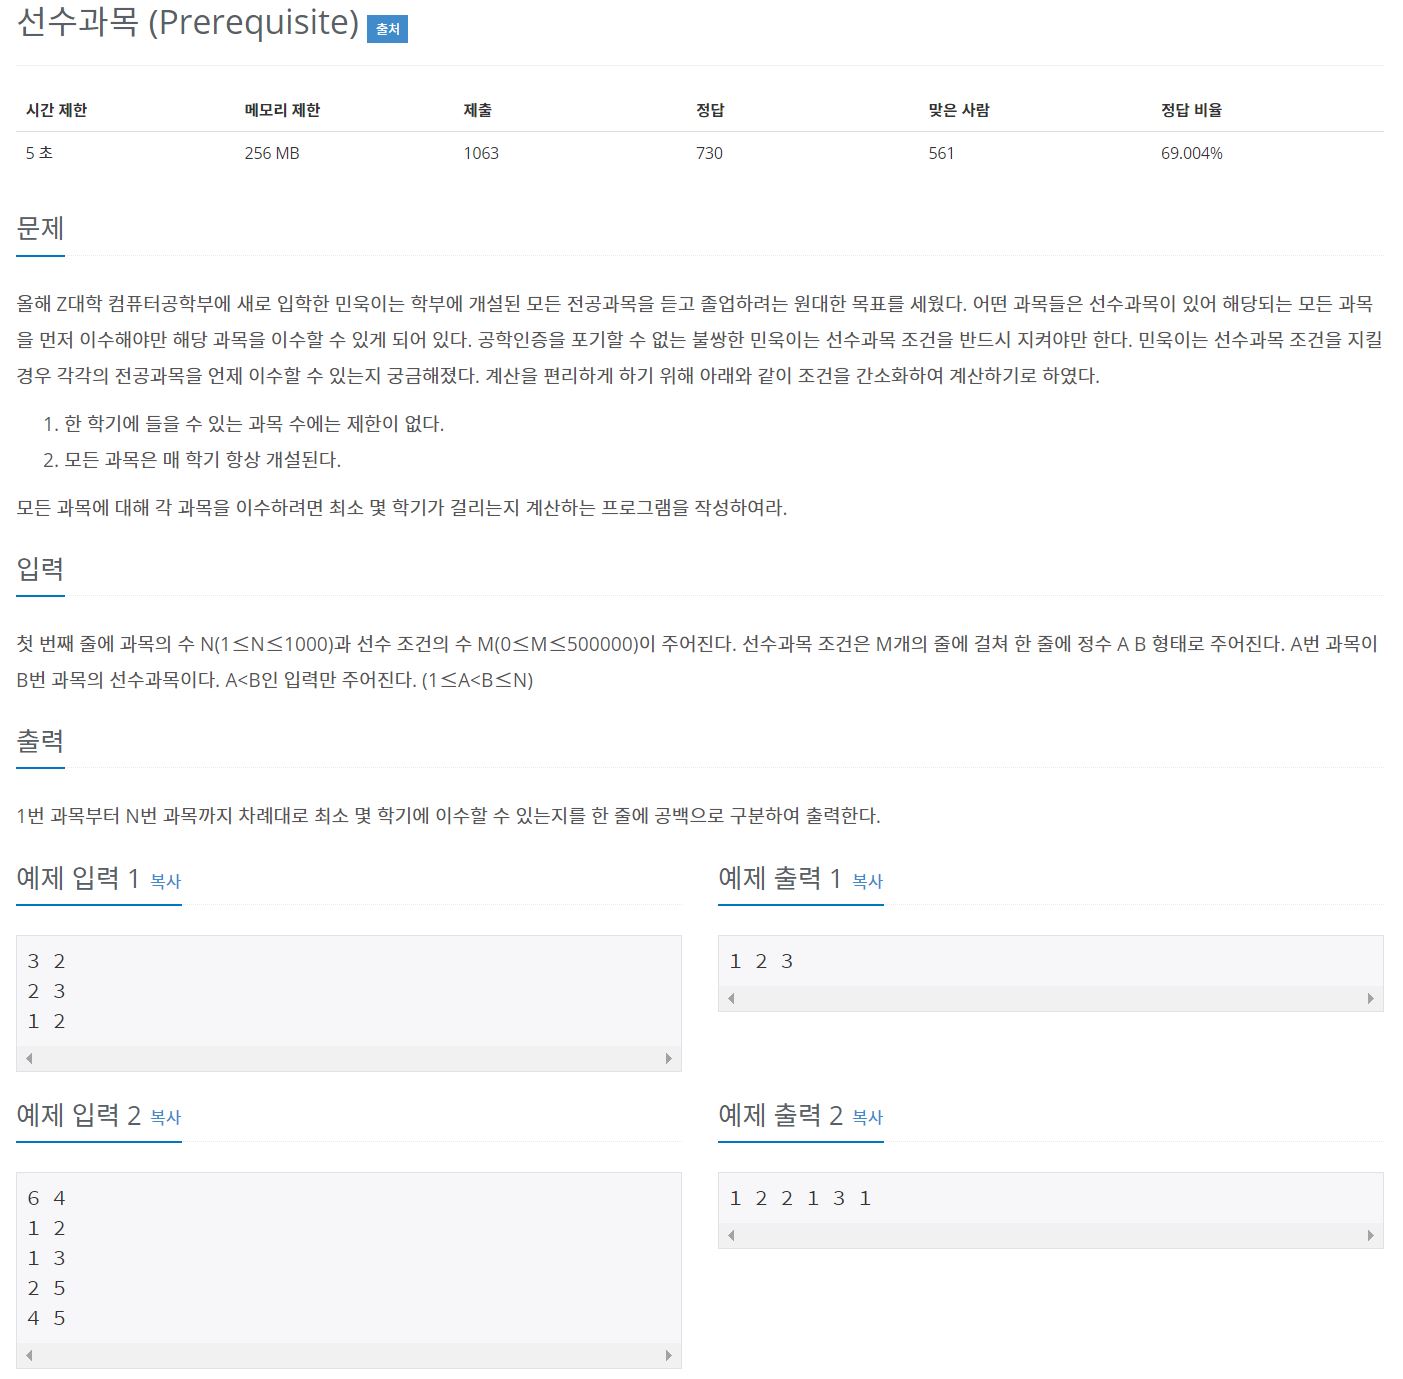 선수과목 (Prerequisite) 출처
시간 제한 메모리 제한 제출 정답 맞은 사람 정답 비율
5 초 256 MB 1063 730 561 69.004%
문제
올해 Z대학 컴퓨터공학부에 새로 입학한 민욱이는 학부에 개설된 모든 전공과목을 듣고 졸업하려는 원대한 목표를 세웠다. 어떤 과목들은 선수과목이 있어 해당되는 모든 과목
을 먼저 이수해야만 해당 과목을 이수할 수 있게 되어 있다. 공학인증을 포기할 수 없는 불쌍한 민욱이는 선수과목 조건을 반드시 지켜야만 한다. 민욱이는 선수과목 조건을 지킬
경우 각각의 전공과목을 언제 이수할 수 있는지 궁금해졌다. 계산을 편리하게 하기 위해 아래와 같이 조건을 간소화하여 계산하기로 하였다.
1. 한 학기에 들을 수 있는 과목 수에는 제한이 없다.
2. 모든 과목은 매 학기 항상 개설된다.
모든 과목에 대해 각 과목을 이수하려면 최소 몇 학기가 걸리는지 계산하는 프로그램을 작성하여라.
입력
첫 번째 줄에 과목의 수 N(1≤N≤1000)과 선수 조건의 수 M(0≤M≤500000)이 주어진다. 선수과목 조건은 M개의 줄에 걸쳐 한 줄에 정수 A B 형태로 주어진다. A번 과목이
B번 과목의 선수과목이다. A<B인 입력만 주어진다. (1≤A<B≤N)
출력
1번 과목부터 N번 과목까지 차례대로 최소 몇 학기에 이수할 수 있는지를 한 줄에 공백으로 구분하여 출력한다.
예제 입력 1 복사
3 2
2 3
1 2
예제 출력 1 복사
1 2 3
예제 입력 2 복사
6 4
1 2
1 3
2 5
4 5
예제 출력 2 복사
1 2 2 1 3 1